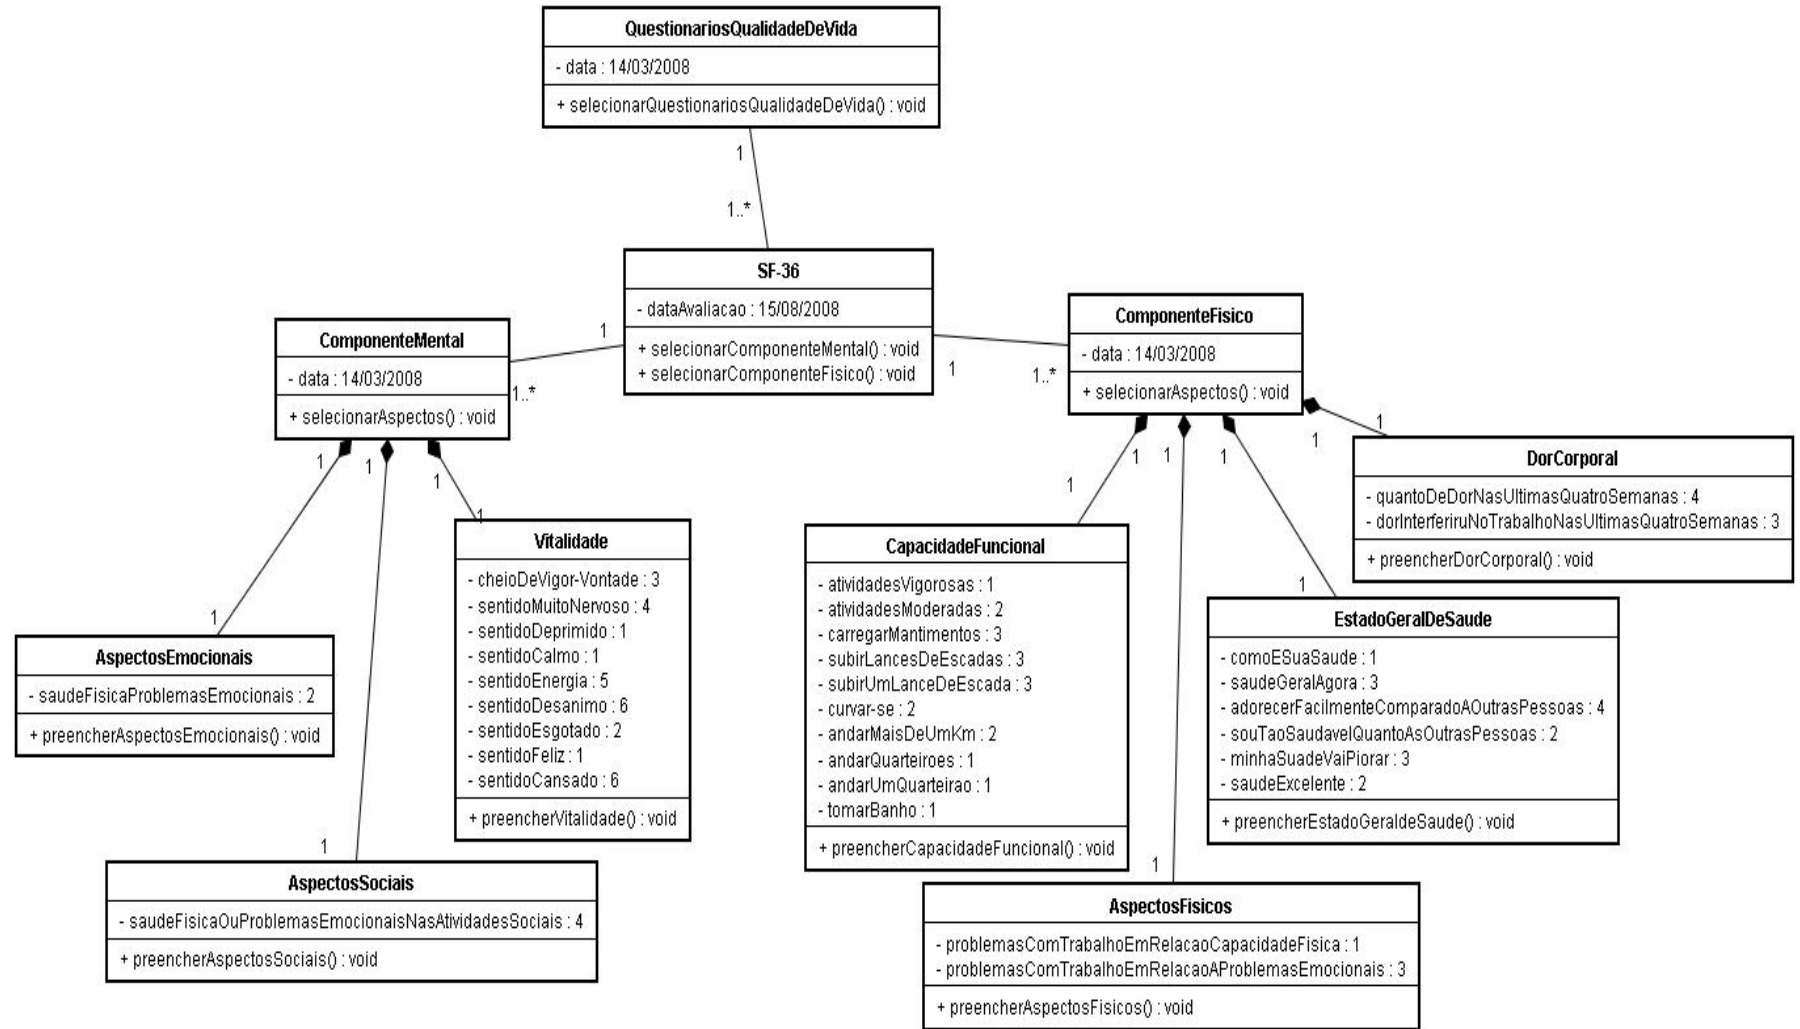 QuestionariosQualidadeDeVida
- data : 14/03/2008
+ selecionarQuestionariosQualidadeDeVida() : void
1
1..*
SF-36
- dataAvaliacao : 15/08/2008
+ selecionarComponenteMental() : void
+ selecionarComponenteFisico() : void
1
1..*
1
1..*
ComponenteMental
- data : 14/03/2008
+ selecionarAspectos() : void
1
1
1
ComponenteFisico
- data : 14/03/2008
+ selecionarAspectos() : void
1
1
1
1
1
DorCorporal
- quantoDeDorNasUltimasQuatroSemanas : 4
- dorInterferiruNoTrabalhoNasUltimasQuatroSemanas : 3
+ preencherDorCorporal() : void
1
Vitalidade
- cheioDeVigor-Vontade : 3
- sentidoMuitoNervoso : 4
- sentidoDeprimido : 1
- sentidoCalmo : 1
- sentidoEnergia : 5
- sentidoDesanimo : 6
- sentidoEsgotado : 2
- sentidoFeliz : 1
- sentidoCansado : 6
+ preencherVitalidade() : void
1
CapacidadeFuncional
- atividadesVigorosas : 1
- atividadesModeradas : 2
- carregarMantimentos : 3
- subirLancesDeEscadas : 3
- subirUmLanceDeEscada : 3
- curvar-se : 2
- andarMaisDeUmKm : 2
- andarQuarteiroes : 1
- andarUmQuarteirao : 1
- tomarBanho : 1
+ preencherCapacidadeFuncional() : void
1
EstadoGeralDeSaude
- comoESuaSaude : 1
- saudeGeralAgora : 3
- adorecerFacilmenteComparadoAOutrasPessoas : 4
- souTaoSaudavelQuantoAsOutrasPessoas : 2
- minhaSuadeVaiPiorar : 3
- saudeExcelente : 2
+ preencherEstadoGeraldeSaude() : void
1
AspectosEmocionais
- saudeFisicaProblemasEmocionais : 2
+ preencherAspectosEmocionais() : void
1
AspectosSociais
- saudeFisicaOuProblemasEmocionaisNasAtividadesSociais : 4
+ preencherAspectosSociais() : void
1
AspectosFisicos
- problemasComTrabalhoEmRelacaoCapacidadeFisica : 1
- problemasComTrabalhoEmRelacaoAProblemasEmocionais : 3
+ preencherAspectosFisicos() : void